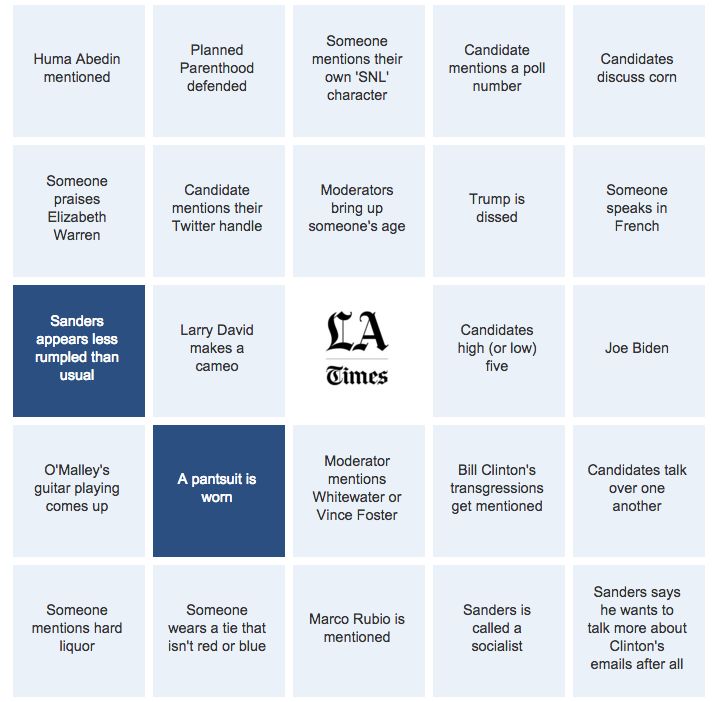 Huma Abedin
mentioned
Planned
Parenthood
defended
Someone
mentions their
own 'SNL'
character
Candidate
mentions a poll
number
Candidates
discuss corn
Someone
praises
Elizabeth
Warren
Candidate
mentions their
Twitter handle
Moderators
bring up
someone's age
Trump is
dissed
Someone
speaks in
French
Sanders
appears less
rumpled than
usual
Larry David
makes a
cameo
LA
Times
Candidates
high (or low)
five
Joe Biden
O'Malley's
guitar playing
comes up
A pantsuit is
worn
Moderator
mentions
Whitewater or
Vince Foster
Bill Clinton's
transgressions
get mentioned
Candidates talk
over one
another
Someone
mentions hard
liquor
Someone
wears a tie that
isn't red or blue
Marco Rubio is
mentioned
Sanders is
called a
socialist
Sanders says
he wants to
talk more about
Clinton's
emails after all